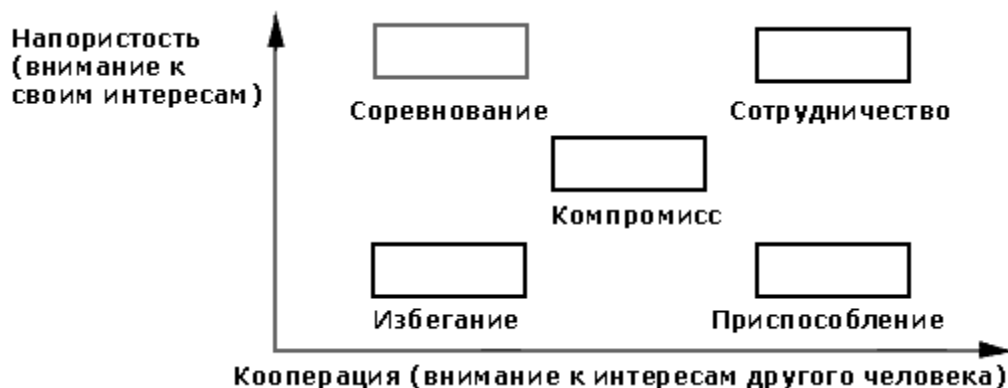 Напористость
(внимание к
своим интересам)
Соревнование
Сотрудничество
Компромисс
Избегание
Приспособление
Кооперация (внимание к интересам другого человека)